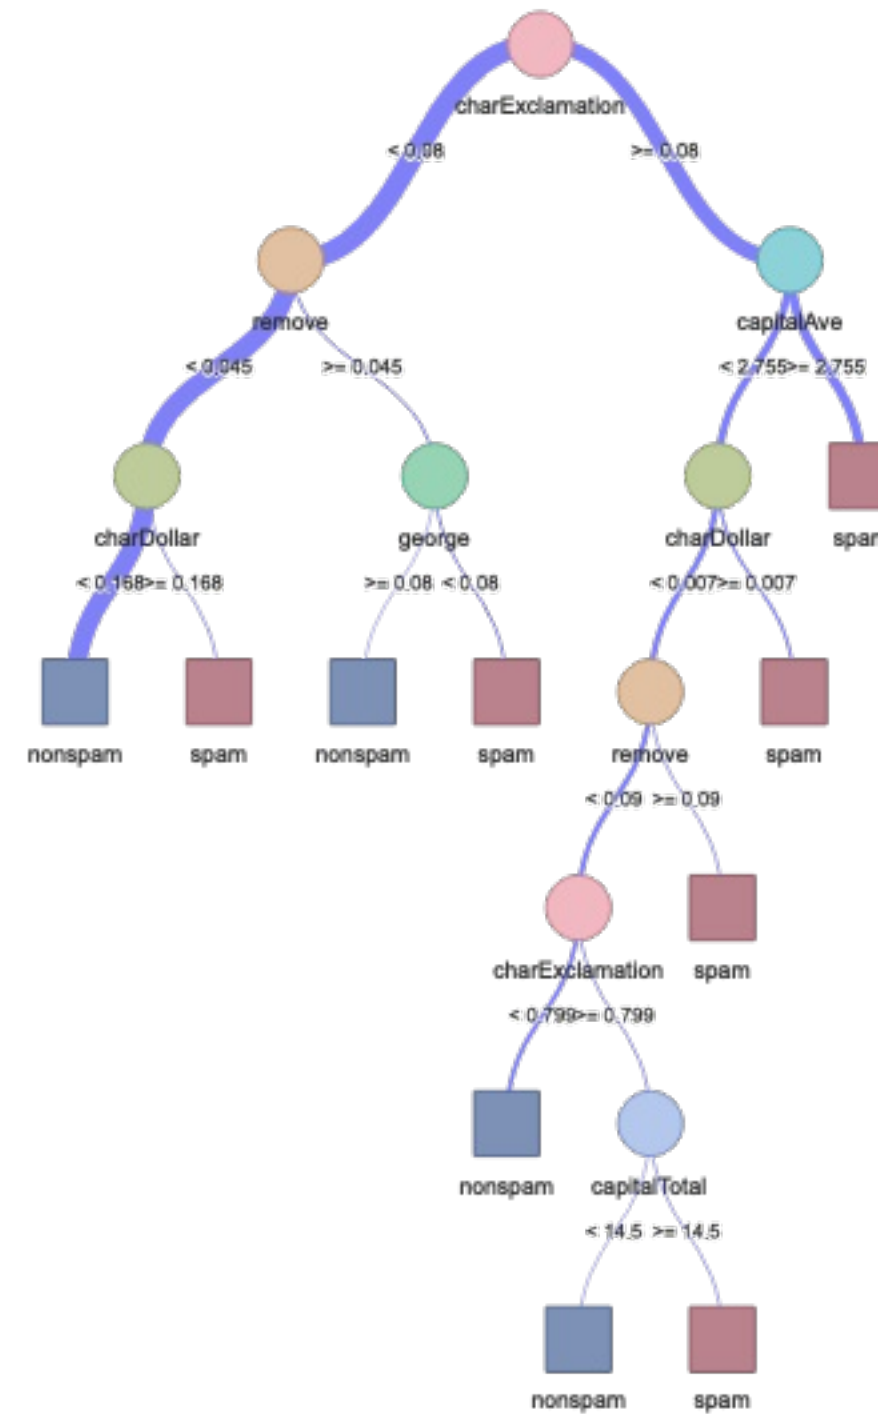 charExclamation
< 0.08 >= 0.08
remove capitalAve
< 0.045 >= 0.045 < 2.755 >= 2.755
charDollar george charDollar spam
< 0.168 >= 0.168 >= 0.08 < 0.08 < 0.007 >= 0.007
nonspam spam nonspam spam remove spam
< 0.09 >= 0.09
charExclamation spam
< 0.799 >= 0.799
nonspam capitalTotal
< 14.5 >= 14.5
nonspam spam